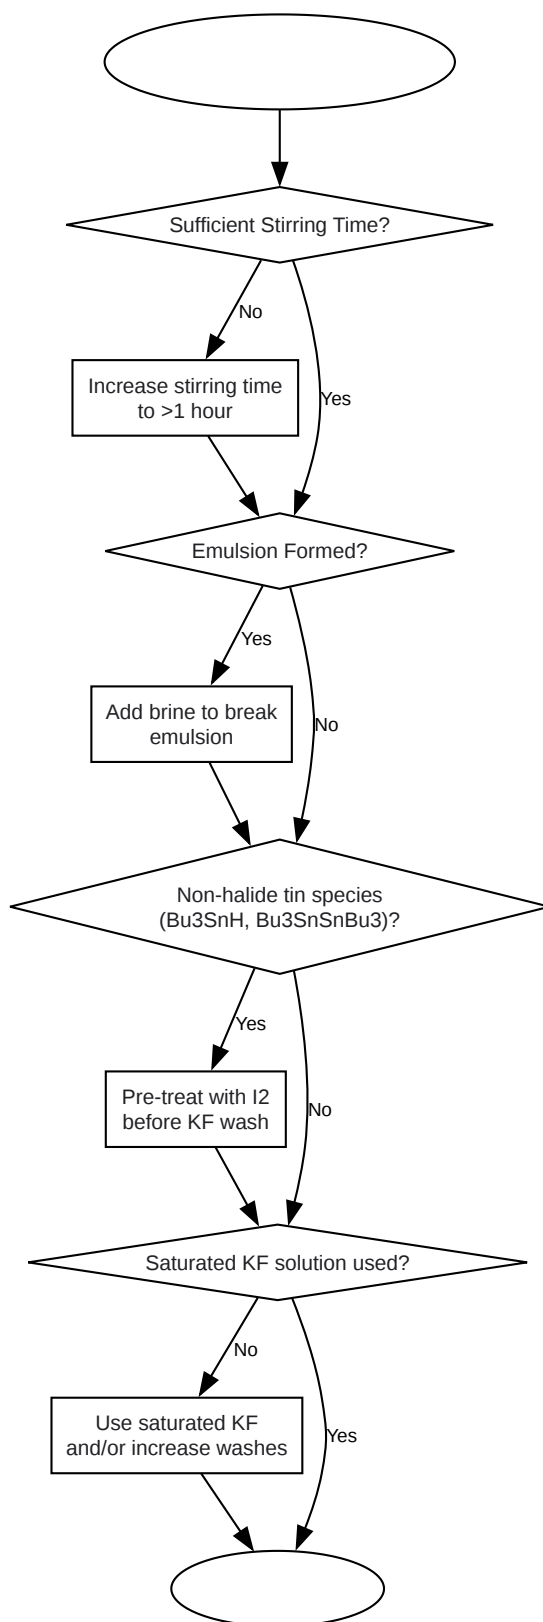 Sufficient Stirring Time?
No
Increase stirring time
to >1 hour
Yes
Emulsion Formed?
Yes
Add brine to break
emulsion
No
Non-halide tin species
(Bu3SnH, Bu3SnSnBu3)?
Yes
Pre-treat with I2
before KF wash
No
Saturated KF solution used?
No
Use saturated KF
and/or increase washes
Yes